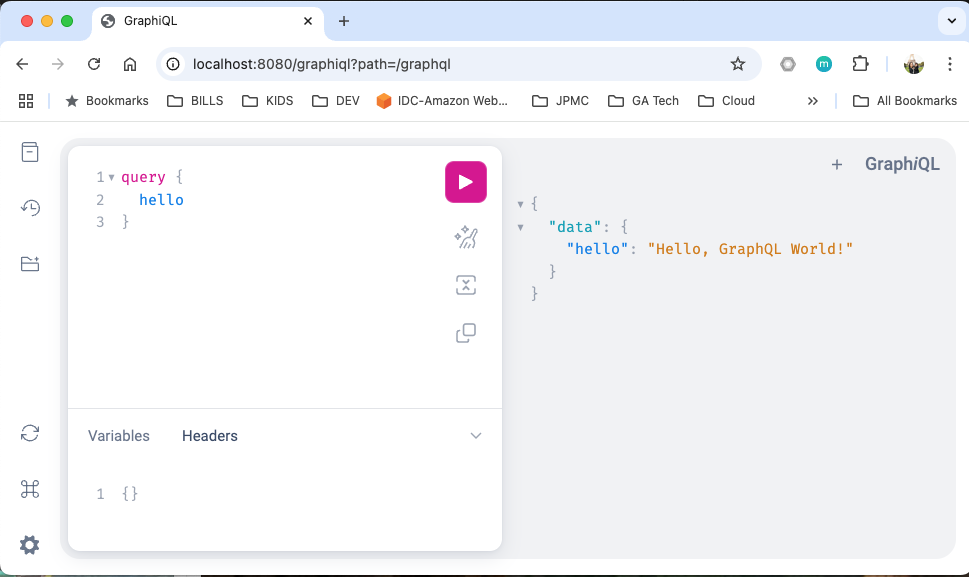 GraphiQL
localhost:8080/graphiql?path=/graphql
m
Bookmarks BILLS KIDS DEV IDC-Amazon Web... JPMC GA Tech Cloud » All Bookmarks
+ GraphiQL
1 query {
2 hello
3 }
{
"data": {
"hello": "Hello, GraphQL World!"
}
}
Variables Headers
1 {}